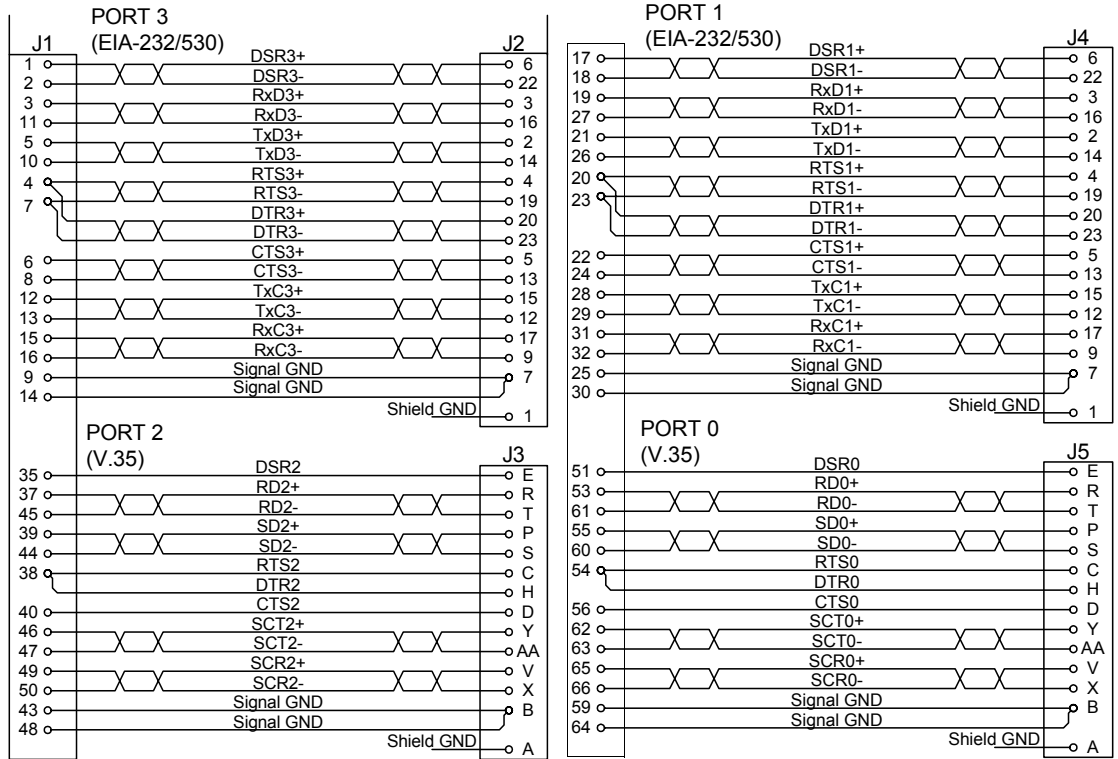 PORT 3
(EIA-232/530)
J1 J2
1 DSR3+ 6
2 DSR3- 22
3 RxD3+ 3
11 RxD3- 16
5 TxD3+ 2
10 TxD3- 14
4 RTS3+ 4
7 RTS3- 19
DTR3+ 20
DTR3- 23
6 CTS3+ 5
8 CTS3- 13
12 TxC3+ 15
13 TxC3- 12
15 RxC3+ 17
16 RxC3- 9
9 Signal GND 7
14 Signal GND
Shield GND 1
PORT 2
(V.35)
J3
35 DSR2 E
37 RD2+ R
45 RD2- T
39 SD2+ P
44 SD2- S
38 RTS2 C
DTR2 H
40 CTS2 D
46 SCT2+ Y
47 SCT2- AA
49 SCR2+ V
50 SCR2- X
43 Signal GND B
48 Signal GND
Shield GND A
PORT 1
(EIA-232/530)
J4
17 DSR1+ 6
18 DSR1- 22
19 RxD1+ 3
27 RxD1- 16
21 TxD1+ 2
26 TxD1- 14
20 RTS1+ 4
23 RTS1- 19
DTR1+ 20
DTR1- 23
22 CTS1+ 5
24 CTS1- 13
28 TxC1+ 15
29 TxC1- 12
31 RxC1+ 17
32 RxC1- 9
25 Signal GND 7
30 Signal GND
Shield GND 1
PORT 0
(V.35)
J5
51 DSR0 E
53 RD0+ R
61 RD0- T
55 SD0+ P
60 SD0- S
54 RTS0 C
DTR0 H
56 CTS0 D
62 SCT0+ Y
63 SCT0- AA
65 SCR0+ V
66 SCR0- X
59 Signal GND B
64 Signal GND
Shield GND A